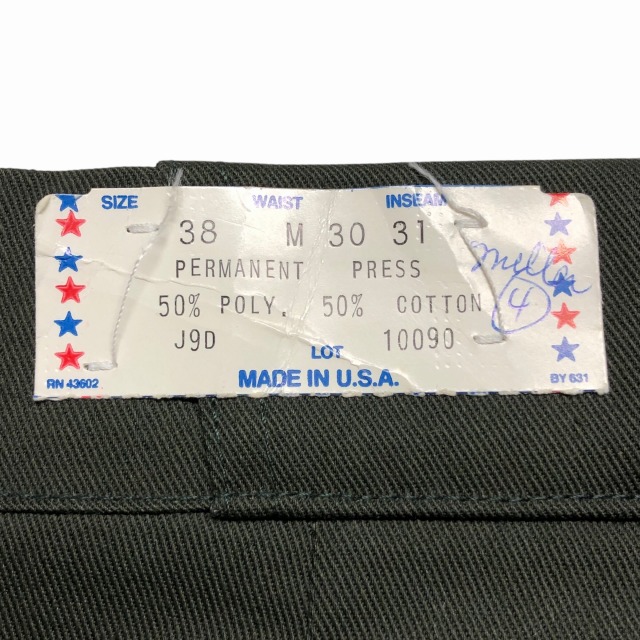 SIZE WAIST INSEAM
38 M 30 31
PERMANENT PRESS
50% POLY. 50% COTTON
J9D LOT 10090
RN 43602 MADE IN U.S.A. BY 631
Miller
4